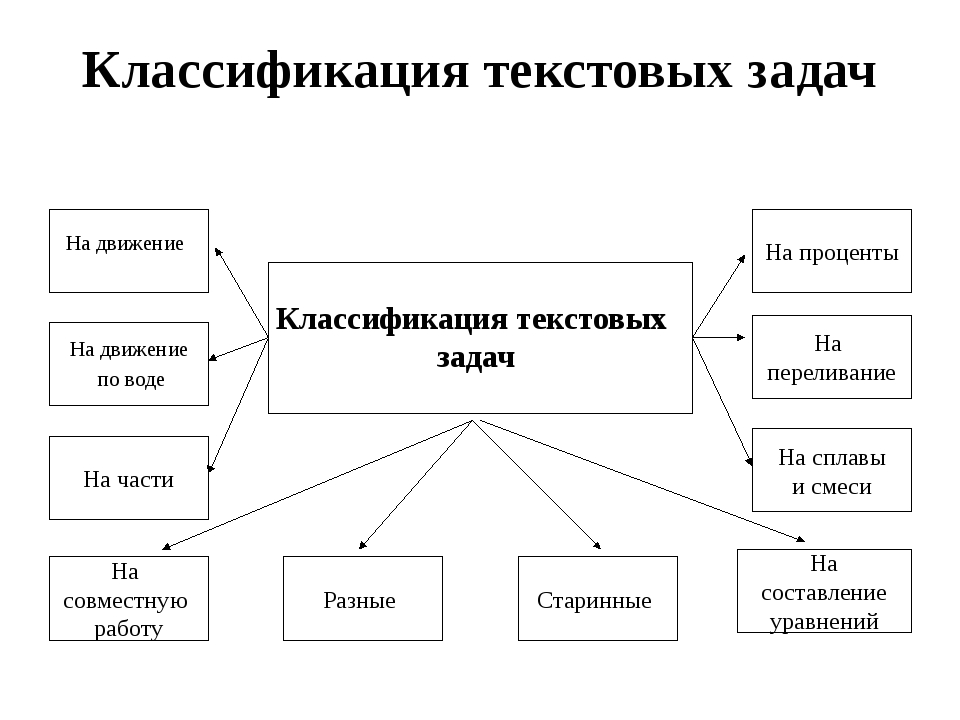 Классификация текстовых задач
На движение
На проценты
Классификация текстовых
задач
На движение
по воде
На
переливание
На части
На сплавы
и смеси
На
совместную
работу
Разные
Старинные
На
составление
уравнений